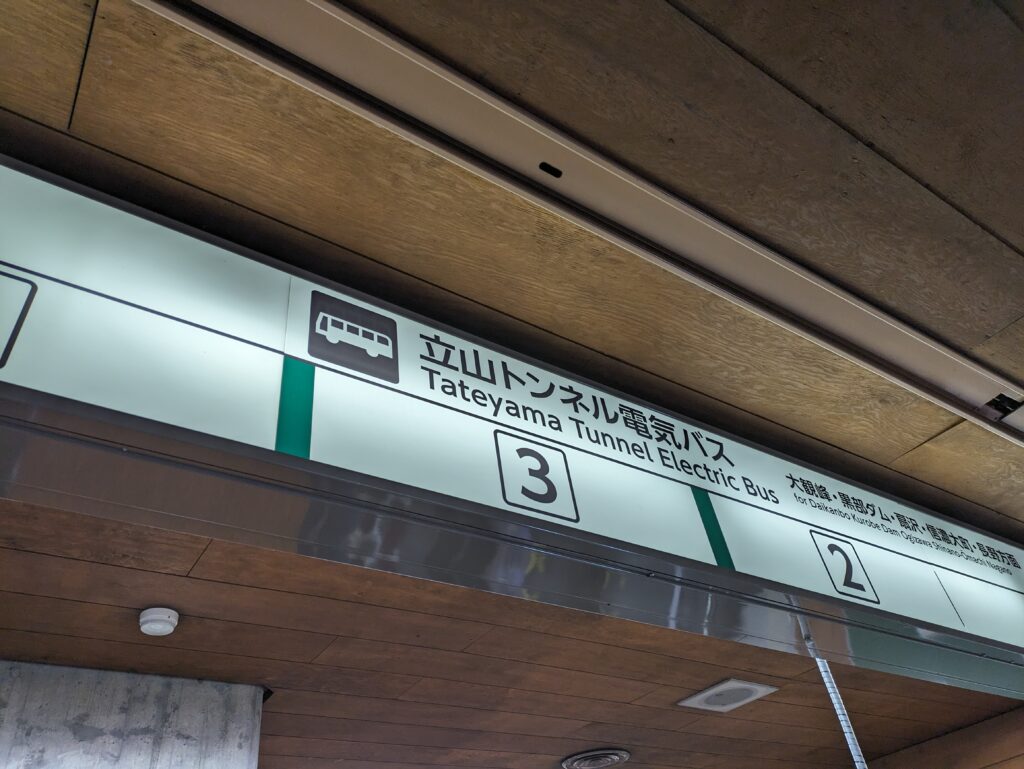 立山トンネル電気バス
Tateyama Tunnel Electric Bus
大観峰・黒部ダム・扇沢・信濃大町・長野方面
for Daikanbo Kurobe Dam Ogizawa Shinano-Omachi Nagano
3
2